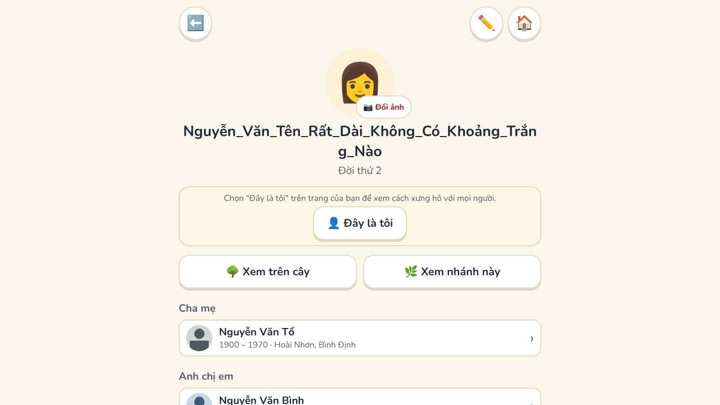 Đổi ảnh
Nguyễn_Văn_Tên_Rất_Dài_Không_Có_Khoảng_Trắn
g_Nào
Đời thứ 2
Chọn "Đây là tôi" trên trang của bạn để xem cách xưng hô với mọi người.
Đây là tôi
Xem trên cây
Xem nhánh này
Cha mẹ
Nguyễn Văn Tổ
1900 – 1970 · Hoài Nhơn, Bình Định
Anh chị em
Nguyễn Văn Bình